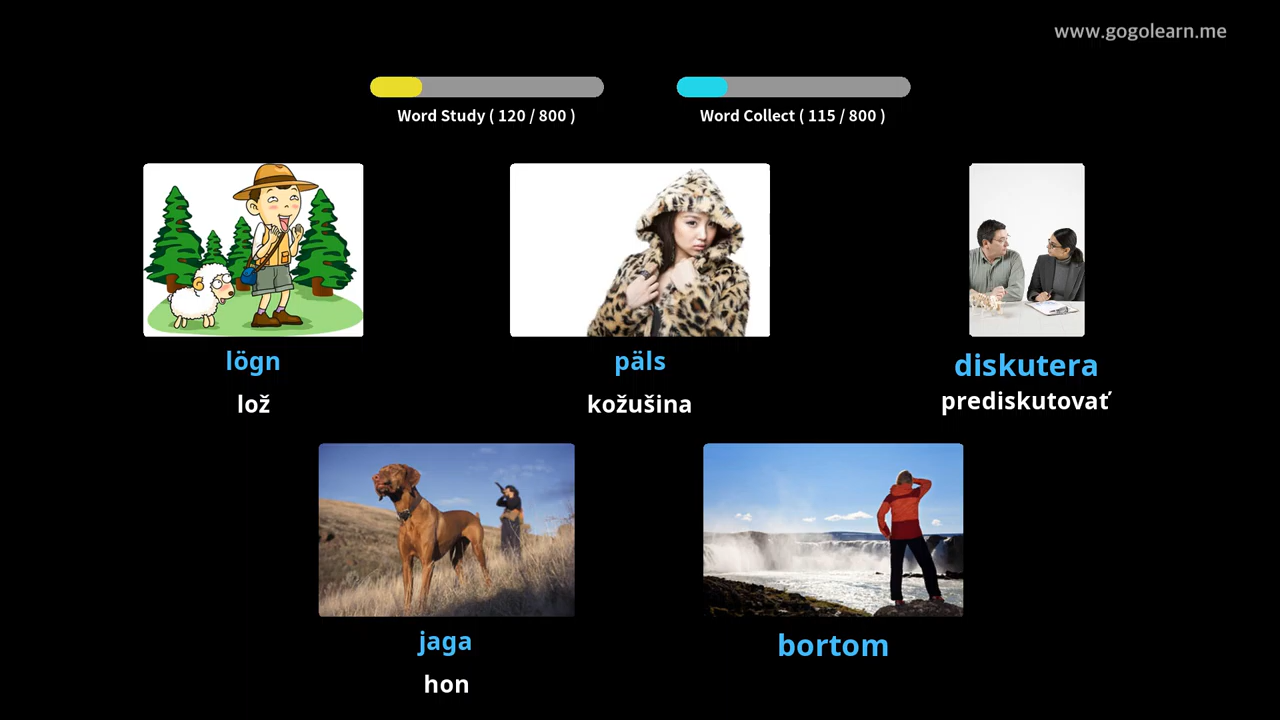 www.gogolearn.me
Word Study ( 120 / 800 )
Word Collect ( 115 / 800 )
lögn
päls
diskutera
lož
kožušina
prediskutovať
jaga
bortom
hon